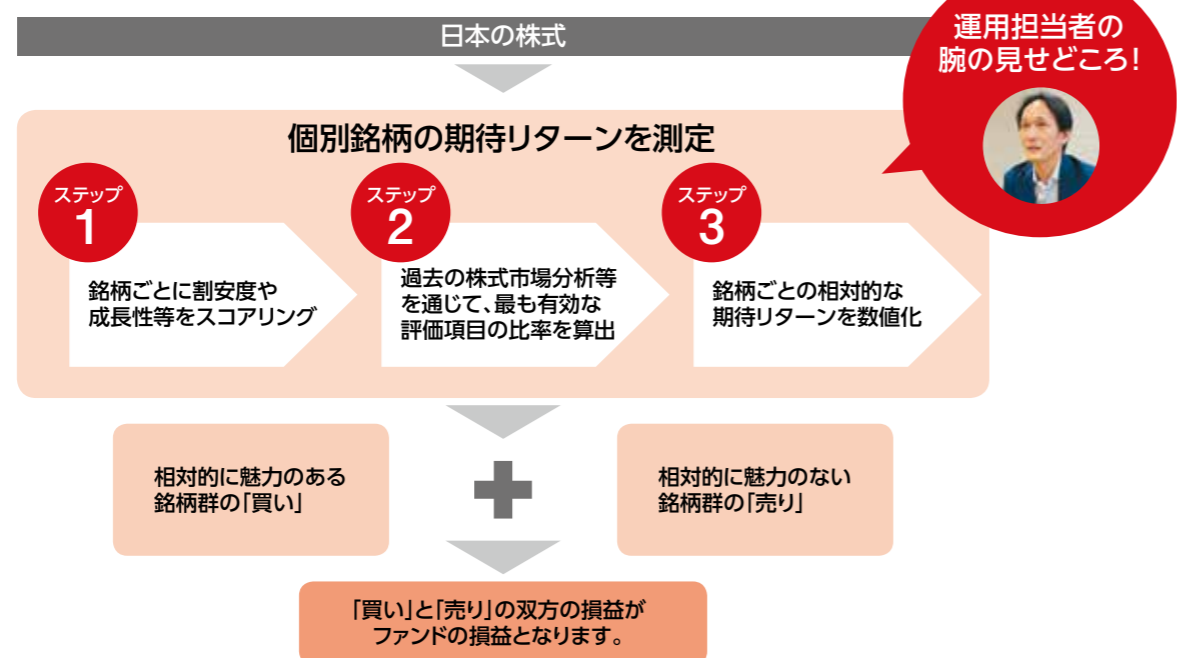 日本の株式
運用担当者の
腕の見せどころ!
個別銘柄の期待リターンを測定
ステップ
1
銘柄ごとに割安度や
成長性等をスコアリング
ステップ
2
過去の株式市場分析等
を通じて、最も有効な
評価項目の比率を算出
ステップ
3
銘柄ごとの相対的な
期待リターンを数値化
相対的に魅力のある
銘柄群の「買い」
相対的に魅力のない
銘柄群の「売り」
「買い」と「売り」の双方の損益が
ファンドの損益となります。